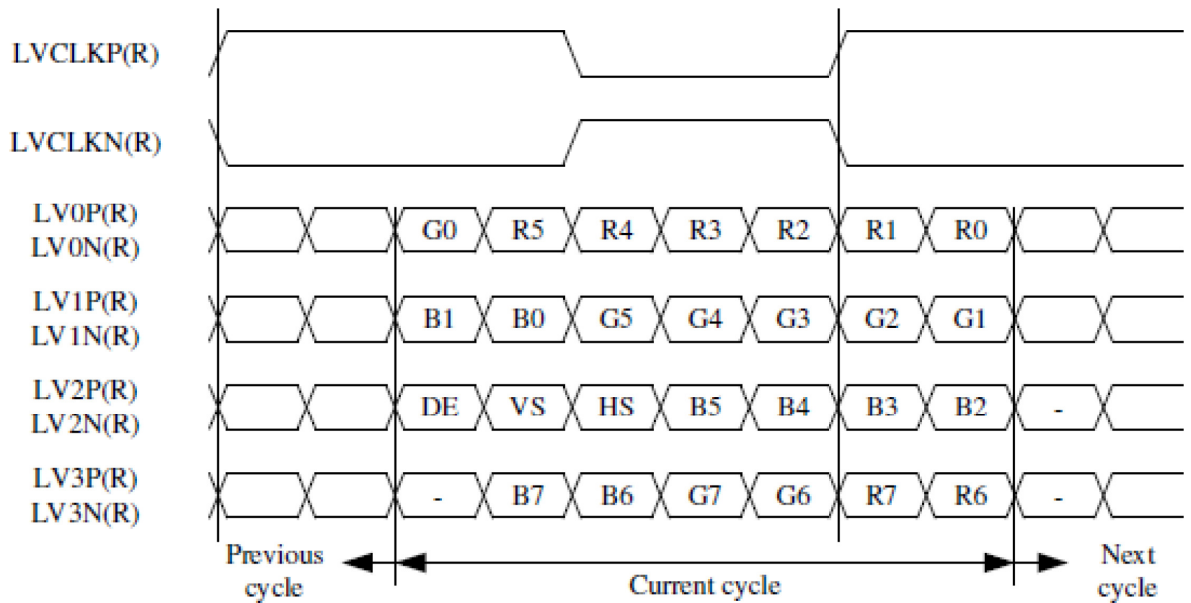 LVCLKP(R)
LVCLKN(R)
LV0P(R)
LV0N(R)
G0 R5 R4 R3 R2 R1 R0
LV1P(R)
LV1N(R)
B1 B0 G5 G4 G3 G2 G1
LV2P(R)
LV2N(R)
DE VS HS B5 B4 B3 B2 -
LV3P(R)
LV3N(R)
- B7 B6 G7 G6 R7 R6 -
Previous
cycle
Current cycle
Next
cycle